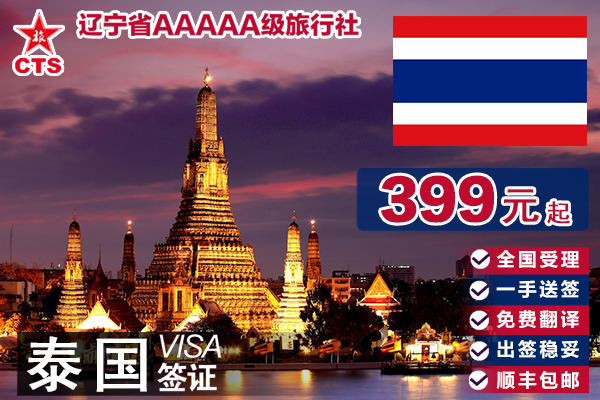 旅
CTS
辽宁省AAAAA级旅行社
399元起
全国受理
一手送签
免费翻译
出签稳妥
顺丰包邮
泰国
VISA
签证